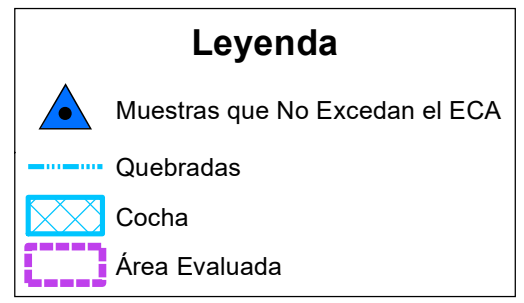 Leyenda
Muestras que No Excedan el ECA
Quebradas
Cocha
Área Evaluada